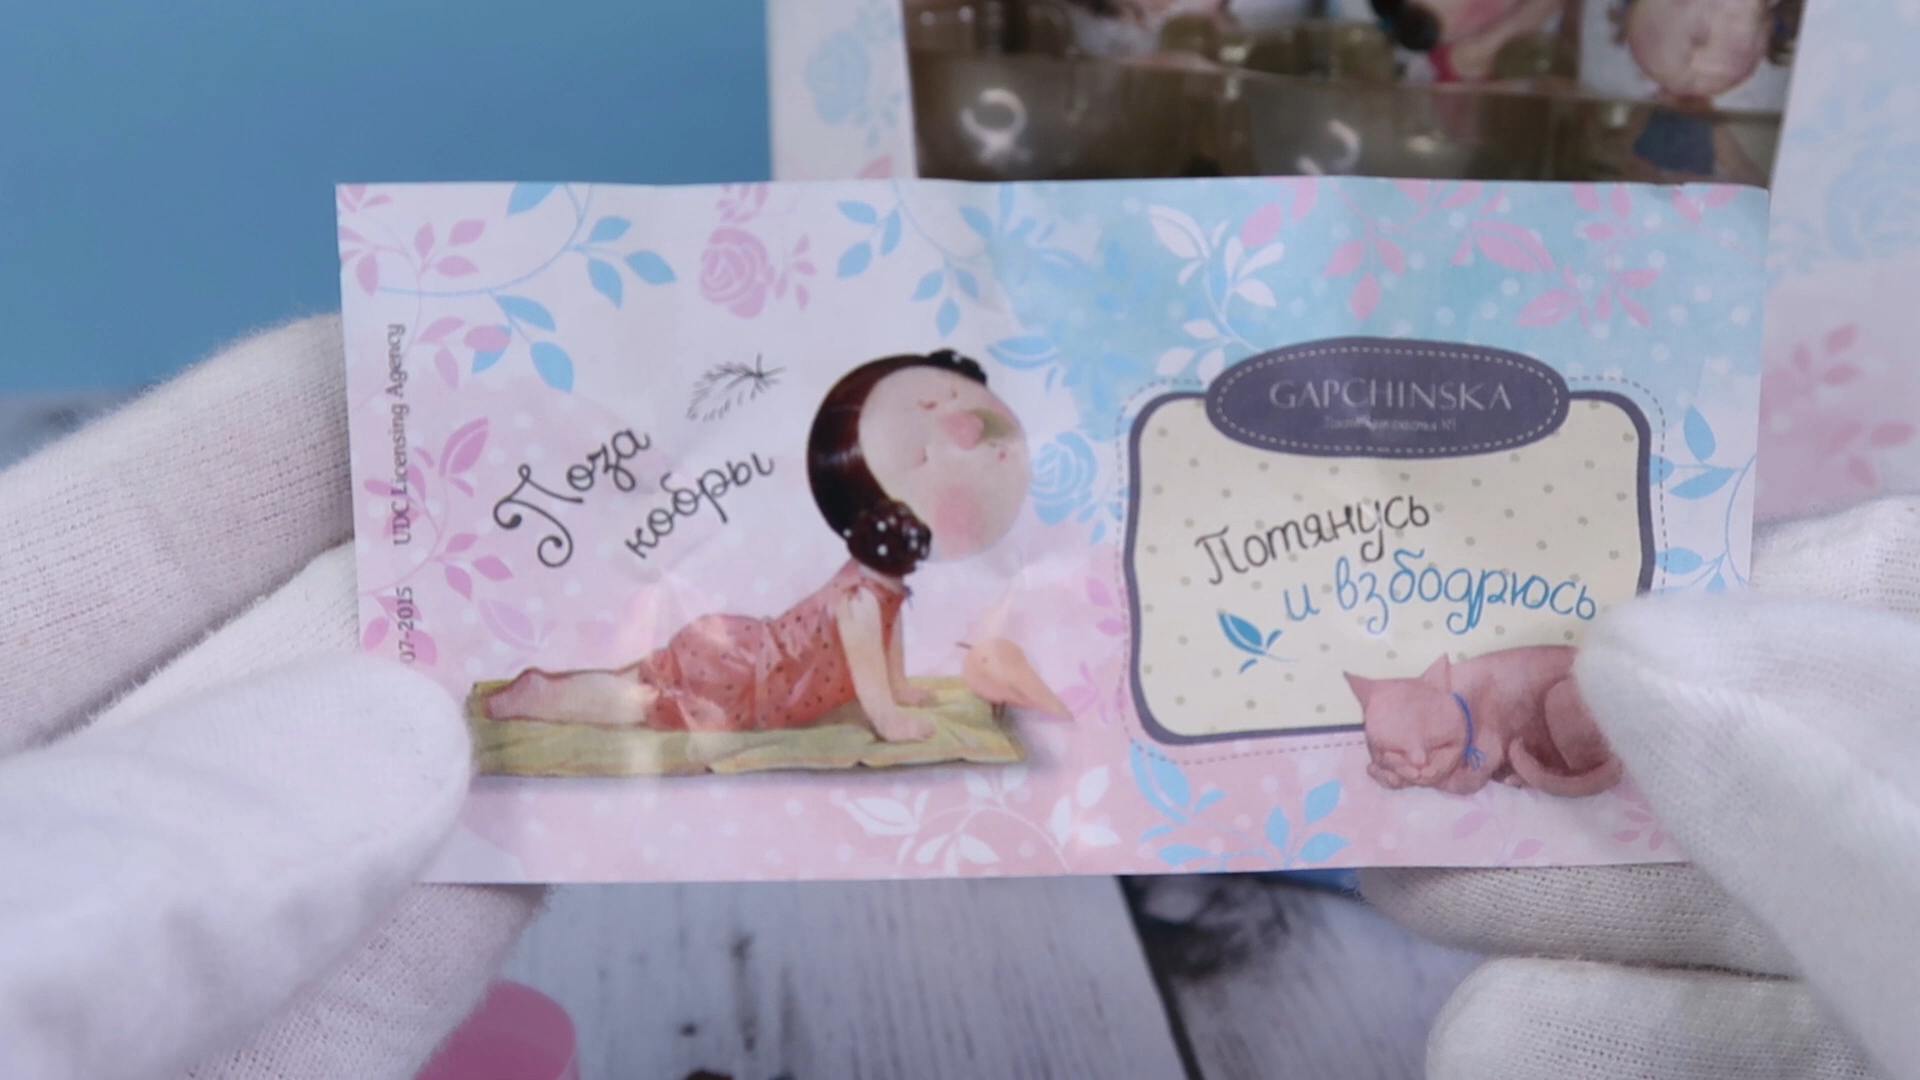 UDC Licensing Agency
07-2015
Поза
кобры
GAPCHINSKA
Потянусь
и взбодрюсь